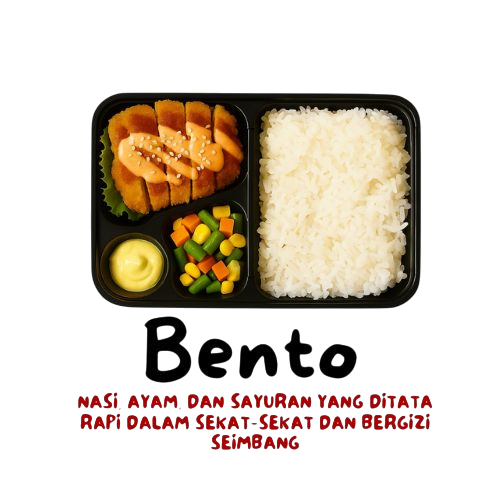 Bento
NASI, AYAM, DAN SAYURAN YANG DITATA
RAPI DALAM SEKAT-SEKAT DAN BERGIZI
SEIMBANG